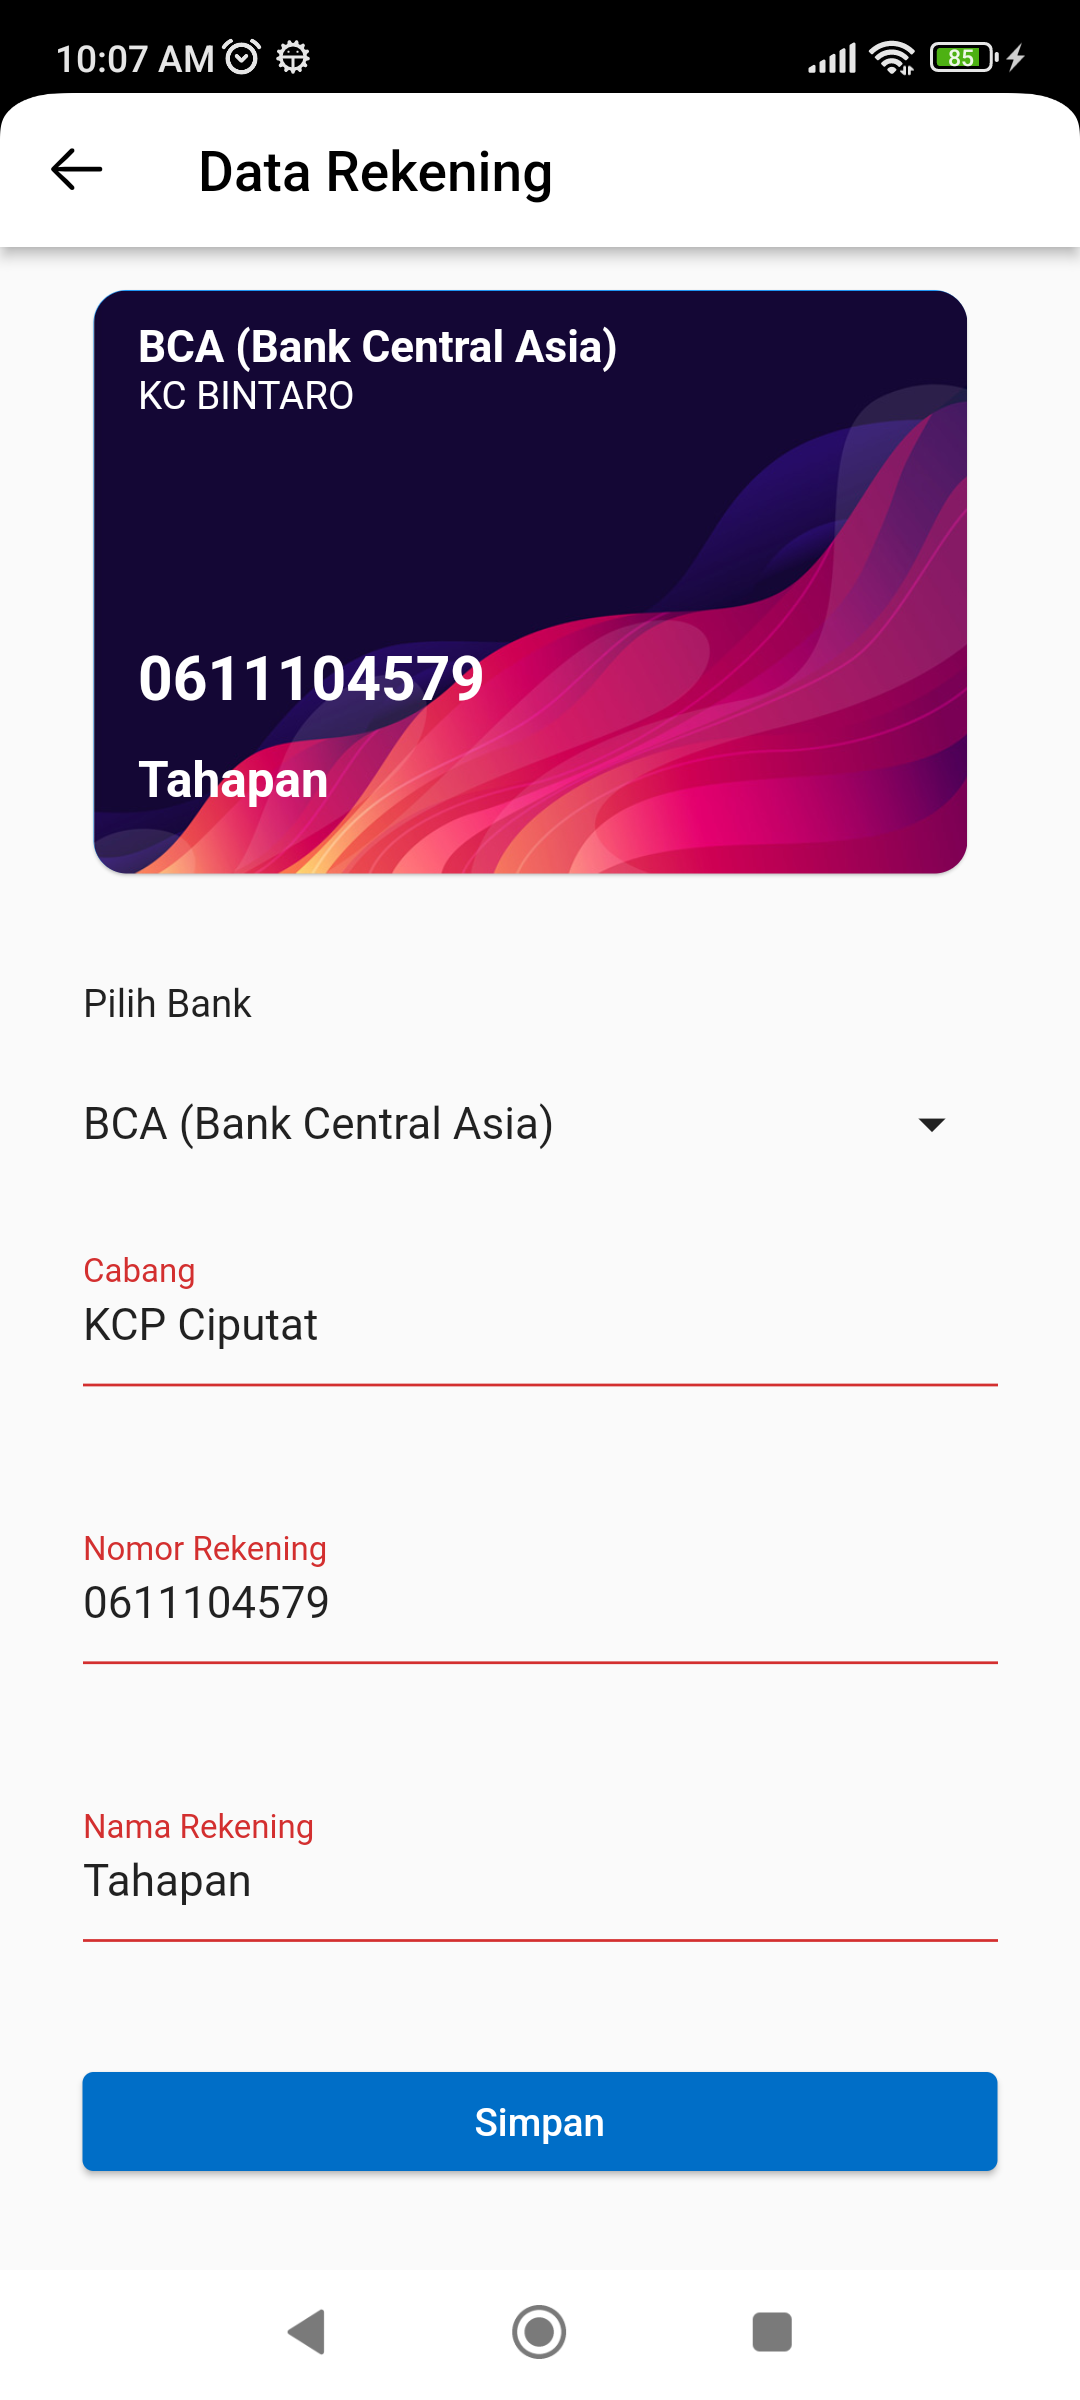 10:07 AM
85
Data Rekening
BCA (Bank Central Asia)
KC BINTARO
0611104579
Tahapan
Pilih Bank
BCA (Bank Central Asia)
Cabang
KCP Ciputat
Nomor Rekening
0611104579
Nama Rekening
Tahapan
Simpan